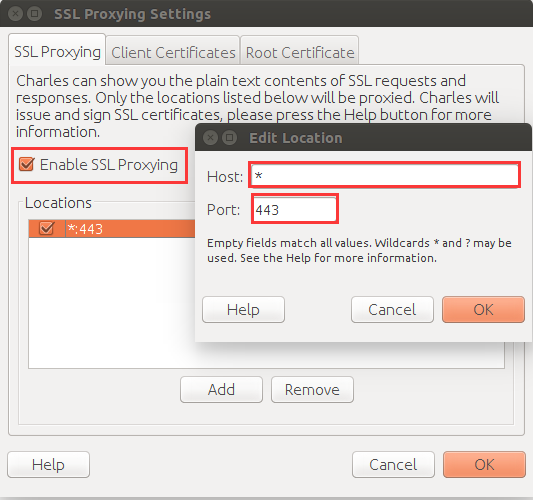 SSL Proxying Settings
SSL Proxying
Client Certificates
Root Certificate
Charles can show you the plain text contents of SSL requests and
responses. Only the locations listed below will be proxied. Charles will
issue and sign SSL certificates, please press the Help button for more
information.
Enable SSL Proxying
Locations
*:443
Edit Location
Host: *
Port: 443
Empty fields match all values. Wildcards * and ? may be
used. See the Help for more information.
Help
Cancel
OK
Add
Remove
Help
Cancel
OK